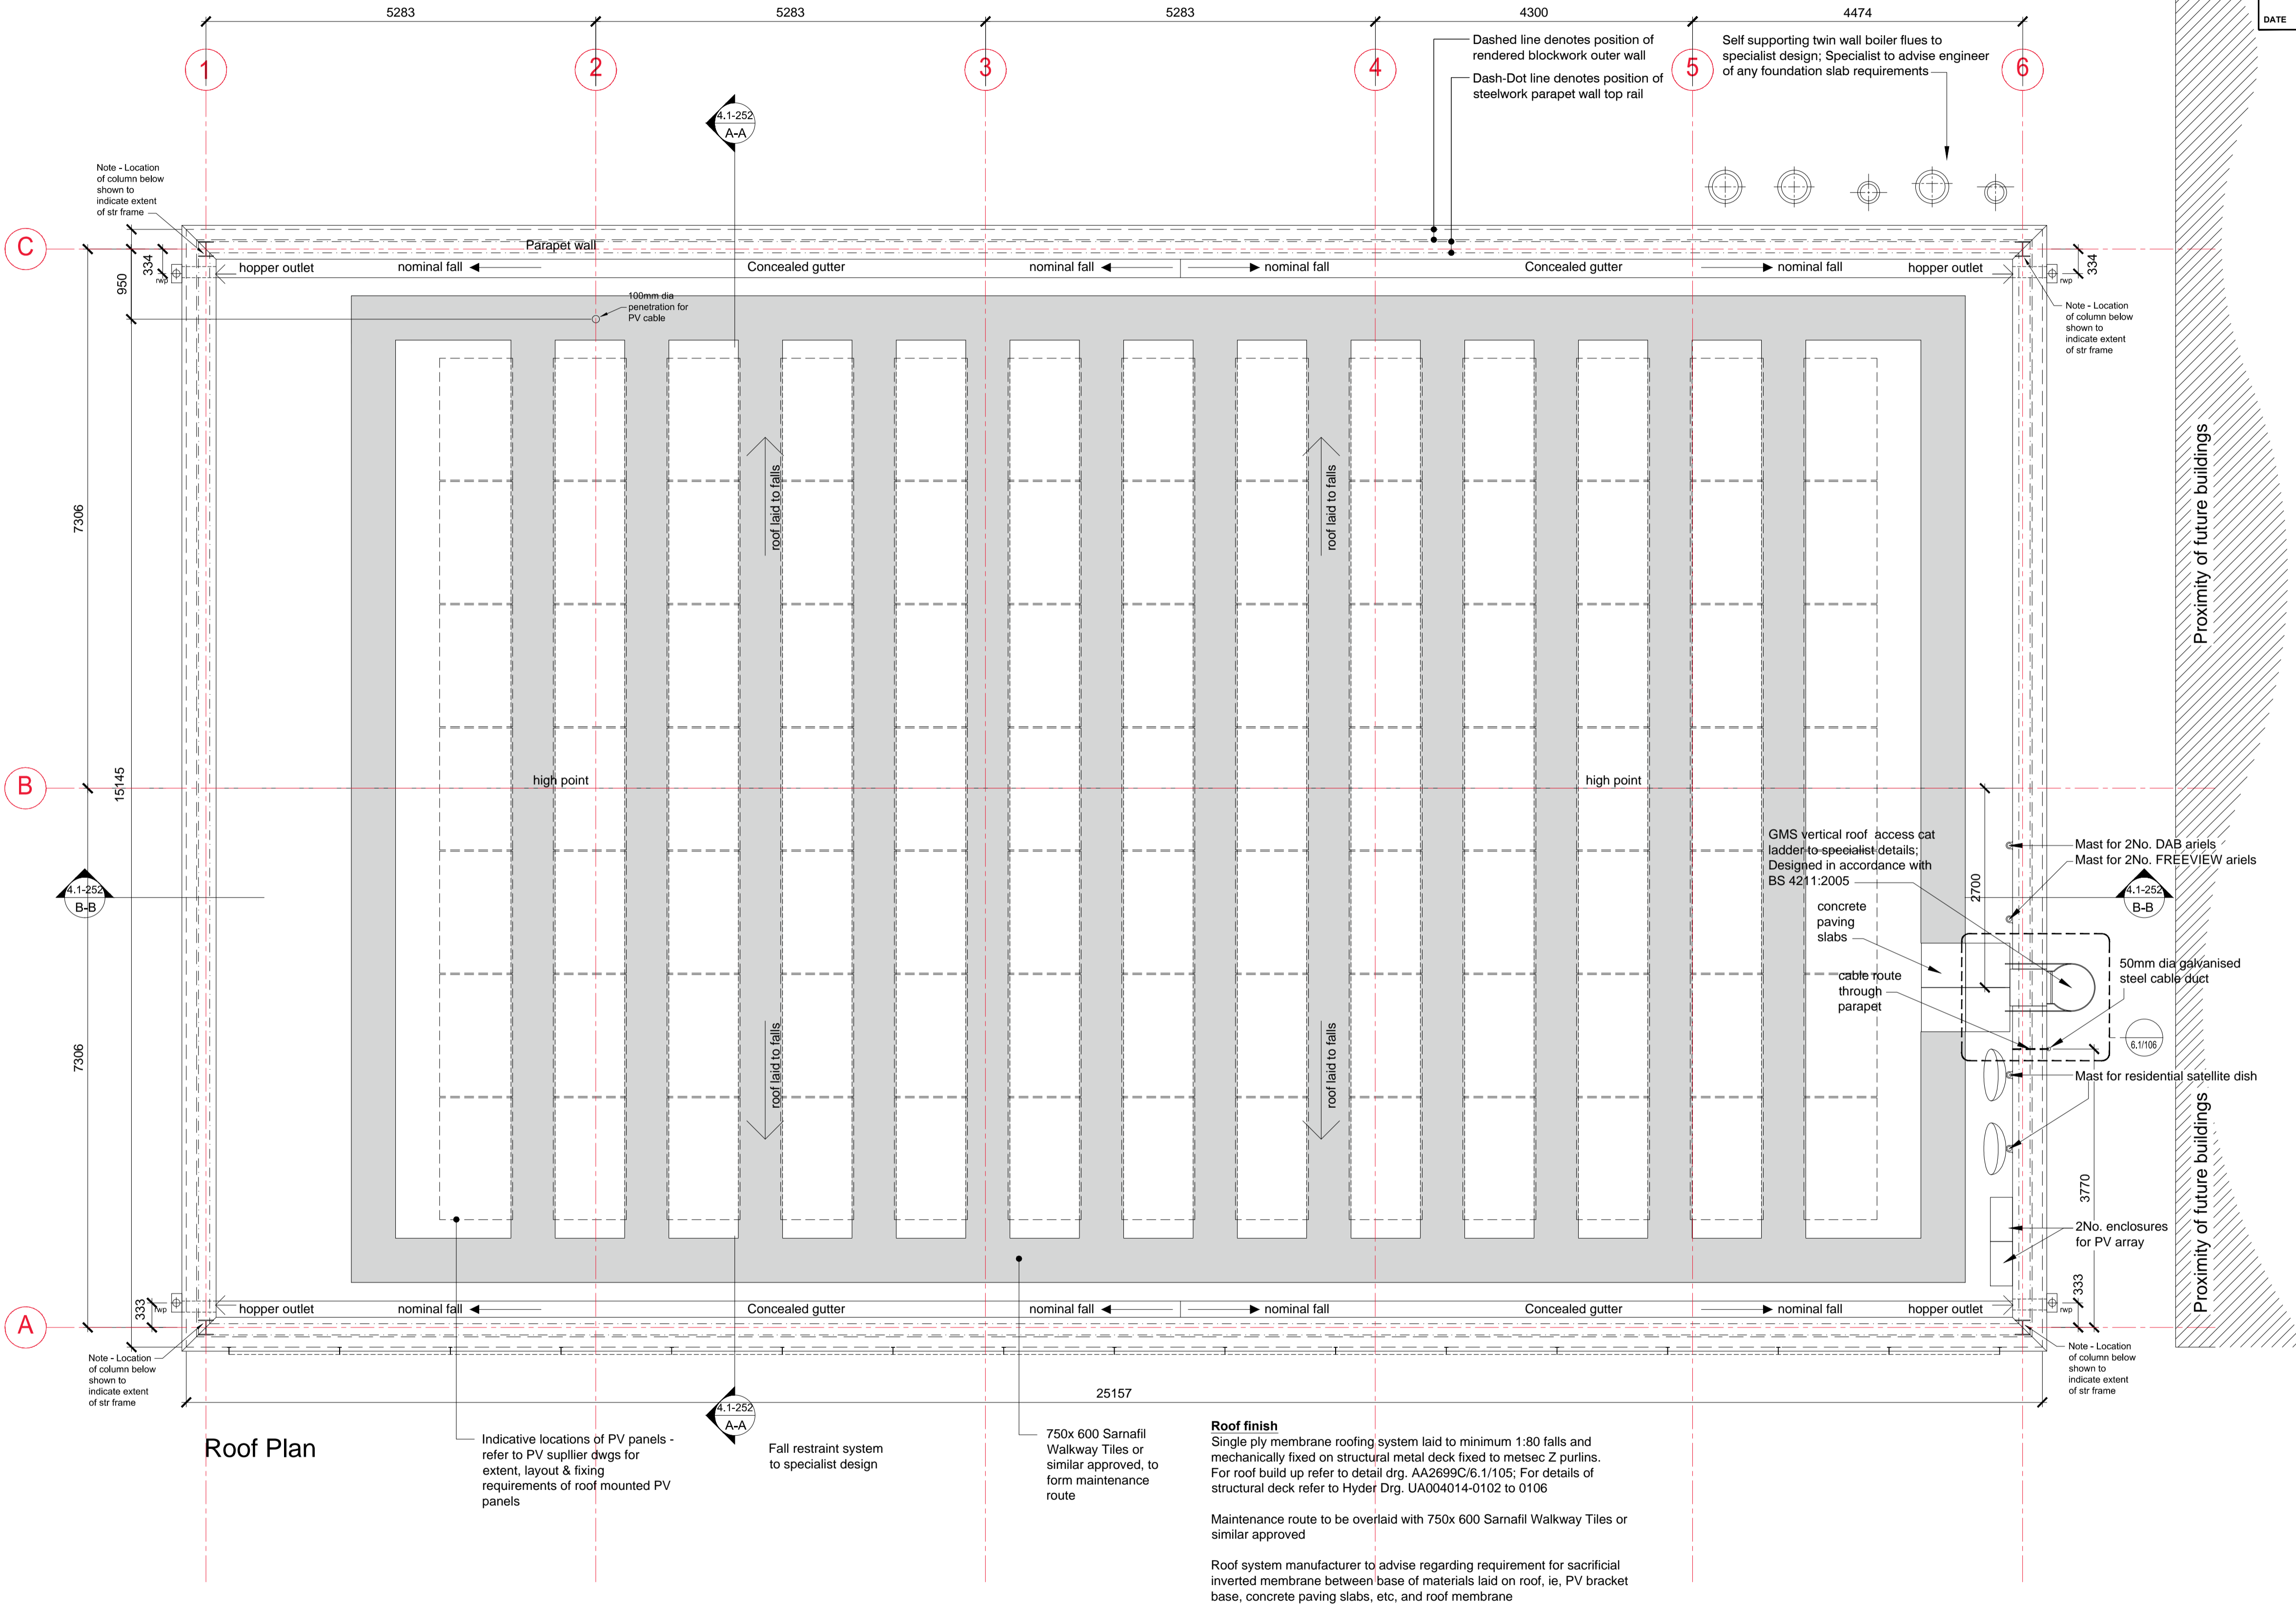 5283
5283
5283
4300
4474
DATE
1
2
3
4
5
6
Dashed line denotes position of
rendered blockwork outer wall
Dash-Dot line denotes position of
steelwork parapet wall top rail
Self supporting twin wall boiler flues to
specialist design; Specialist to advise engineer
of any foundation slab requirements
4.1-252
A-A
Note - Location
of column below
shown to
indicate extent
of str frame
C
Parapet wall
334
950
rwp
hopper outlet
nominal fall
Concealed gutter
nominal fall
nominal fall
Concealed gutter
nominal fall
hopper outlet
rwp
334
100mm dia
penetration for
PV cable
Note - Location
of column below
shown to
indicate extent
of str frame
roof laid to falls
roof laid to falls
7306
15145
Proximity of future buildings
B
high point
high point
GMS vertical roof access cat
ladder to specialist details;
Designed in accordance with
BS 4211:2005
2700
Mast for 2No. DAB ariels
Mast for 2No. FREEVIEW ariels
4.1-252
B-B
4.1-252
B-B
concrete
paving
slabs
cable route
through
parapet
50mm dia galvanised
steel cable duct
6.1/106
7306
roof laid to falls
roof laid to falls
Mast for residential satellite dish
3770
Proximity of future buildings
2No. enclosures
for PV array
333
rwp
hopper outlet
nominal fall
Concealed gutter
nominal fall
nominal fall
Concealed gutter
nominal fall
hopper outlet
rwp
333
A
Note - Location
of column below
shown to
indicate extent
of str frame
Note - Location
of column below
shown to
indicate extent
of str frame
25157
4.1-252
A-A
Roof Plan
Indicative locations of PV panels -
refer to PV supllier dwgs for
extent, layout & fixing
requirements of roof mounted PV
panels
Fall restraint system
to specialist design
750x 600 Sarnafil
Walkway Tiles or
similar approved, to
form maintenance
route
Roof finish
Single ply membrane roofing system laid to minimum 1:80 falls and
mechanically fixed on structural metal deck fixed to metsec Z purlins.
For roof build up refer to detail drg. AA2699C/6.1/105; For details of
structural deck refer to Hyder Drg. UA004014-0102 to 0106
Maintenance route to be overlaid with 750x 600 Sarnafil Walkway Tiles or
similar approved
Roof system manufacturer to advise regarding requirement for sacrificial
inverted membrane between base of materials laid on roof, ie, PV bracket
base, concrete paving slabs, etc, and roof membrane